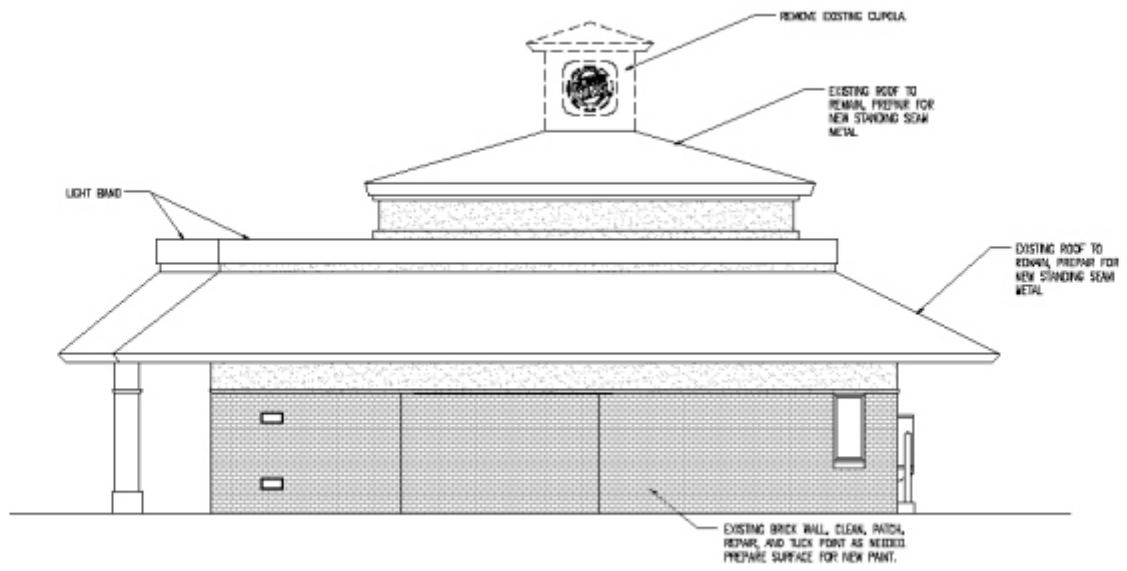 REMOVE EXISTING CUPOLA
EXISTING ROOF TO
REMAIN, PREPAIR FOR
NEW STANDING SEAM
METAL
LIGHT BAND
EXISTING ROOF TO
REMAIN, PREPAIR FOR
NEW STANDING SEAM
METAL
EXISTING BRICK WALL, CLEAN, PATCH,
REPAIR, AND TUCK POINT AS NEEDED.
PREPARE SURFACE FOR NEW PAINT.